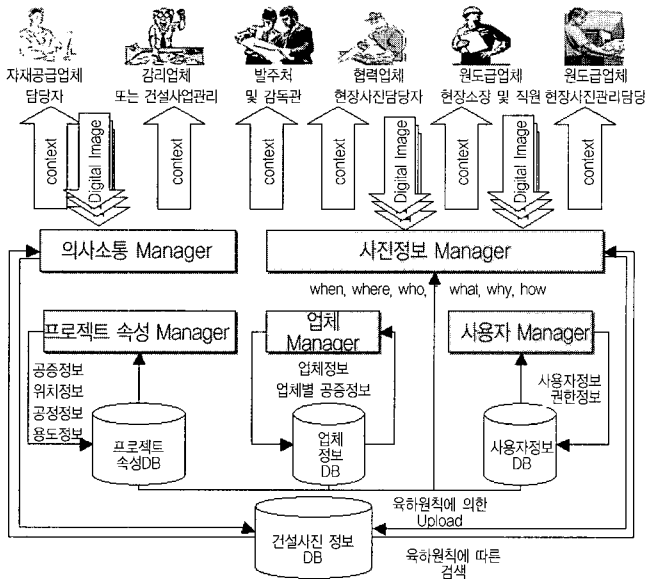 자재공급업체
담당자
감리업체
또는 건설사업관리
발주처
및 감독관
협력업체
현장사진담당자
원도급업체
현장소장 및 직원
원도급업체
현장사진관리담당
context
Digital Image
context
context
context
Digital Image
context
Digital Image
context
의사소통 Manager
사진정보 Manager
when, where, who, what, why, how
프로젝트 속성 Manager
업체
Manager
사용자 Manager
공종정보
위치정보
공정정보
용도정보
업체정보
업체별 공종정보
사용자정보
권한정보
프로젝트
속성DB
업체
정보
DB
사용자정보
DB
육하원칙에 의한
Upload
건설사진 정보
DB
육하원칙에 따른
검색